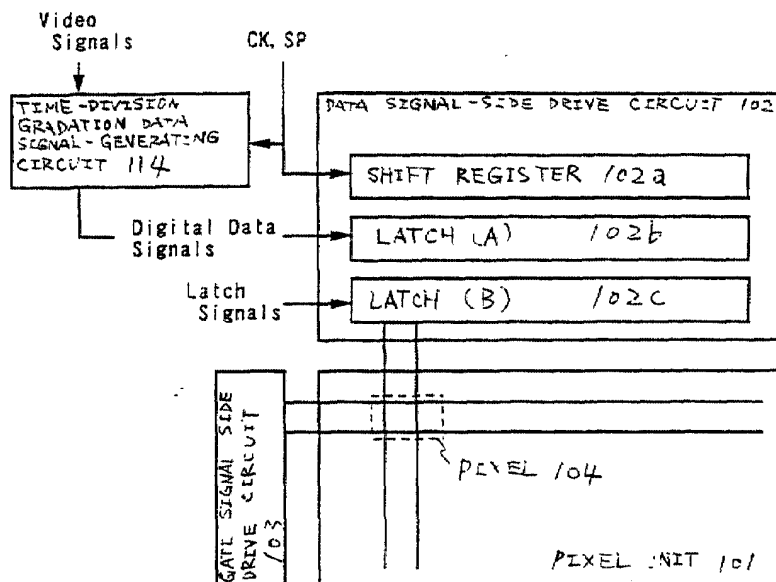 Video
Signals
CK, SP
TIME-DIVISION
GRADATION DATA
SIGNAL-GENERATING
CIRCUIT 114
DATA SIGNAL-SIDE DRIVE CIRCUIT 102
SHIFT REGISTER 102a
Digital Data
Signals
LATCH (A) 102b
Latch
Signals
LATCH (B) 102c
GATE SIGNAL SIDE
DRIVE CIRCUIT
103
PIXEL 104
PIXEL UNIT 101